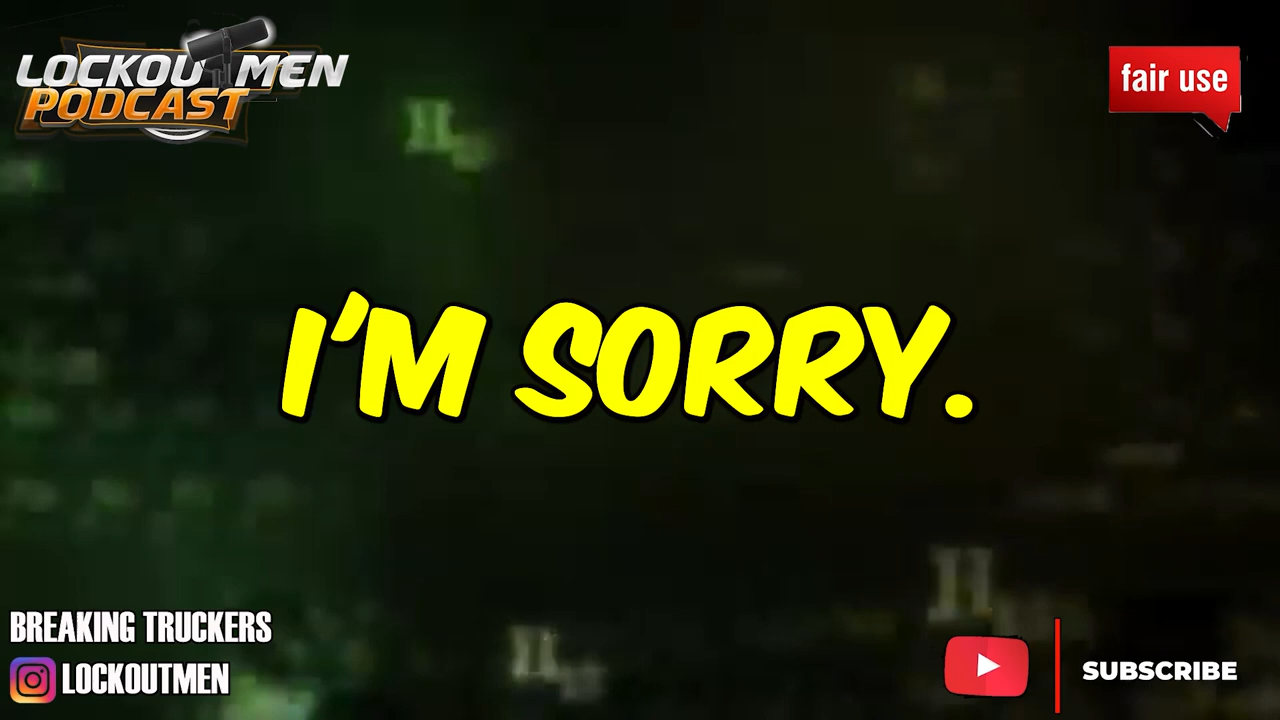 LOCKOUTMEN
PODCAST
fair use
I'M SORRY.
BREAKING TRUCKERS
LOCKOUTMEN
SUBSCRIBE